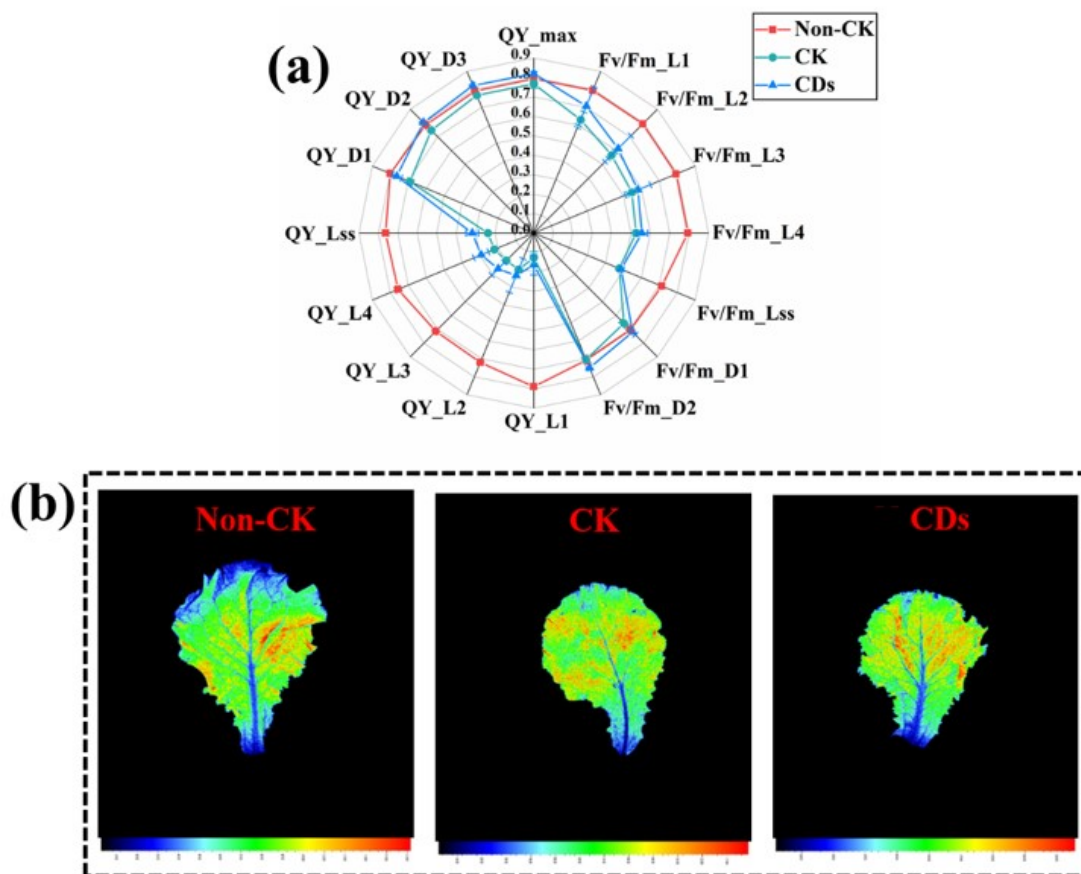 (a)
Non-CK
CK
CDs
QY_max
Fv/Fm_L1
Fv/Fm_L2
Fv/Fm_L3
Fv/Fm_L4
Fv/Fm_Lss
Fv/Fm_D1
Fv/Fm_D2
QY_L1
QY_L2
QY_L3
QY_L4
QY_Lss
QY_D1
QY_D2
QY_D3
0.9
0.8
0.7
0.6
0.5
0.4
0.3
0.2
0.1
0.0
(b)
Non-CK
CK
CDs